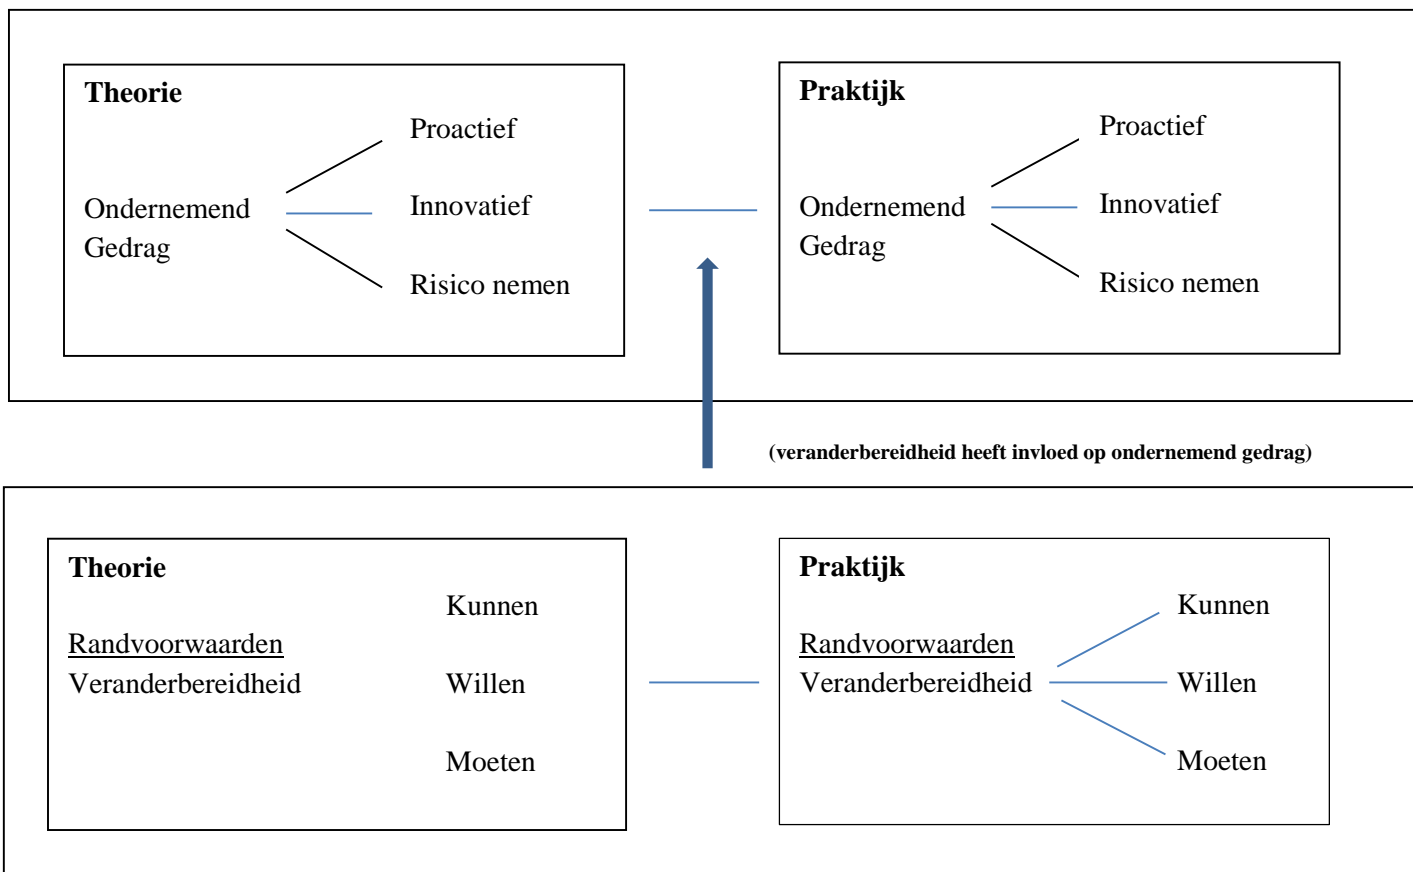 Theorie
Proactief
Ondernemend
Gedrag
Innovatief
Risico nemen
Praktijk
Proactief
Ondernemend
Gedrag
Innovatief
Risico nemen
(veranderbereidheid heeft invloed op ondernemend gedrag)
Theorie
Kunnen
Randvoorwaarden
Veranderbereidheid
Willen
Moeten
Praktijk
Kunnen
Randvoorwaarden
Veranderbereidheid
Willen
Moeten